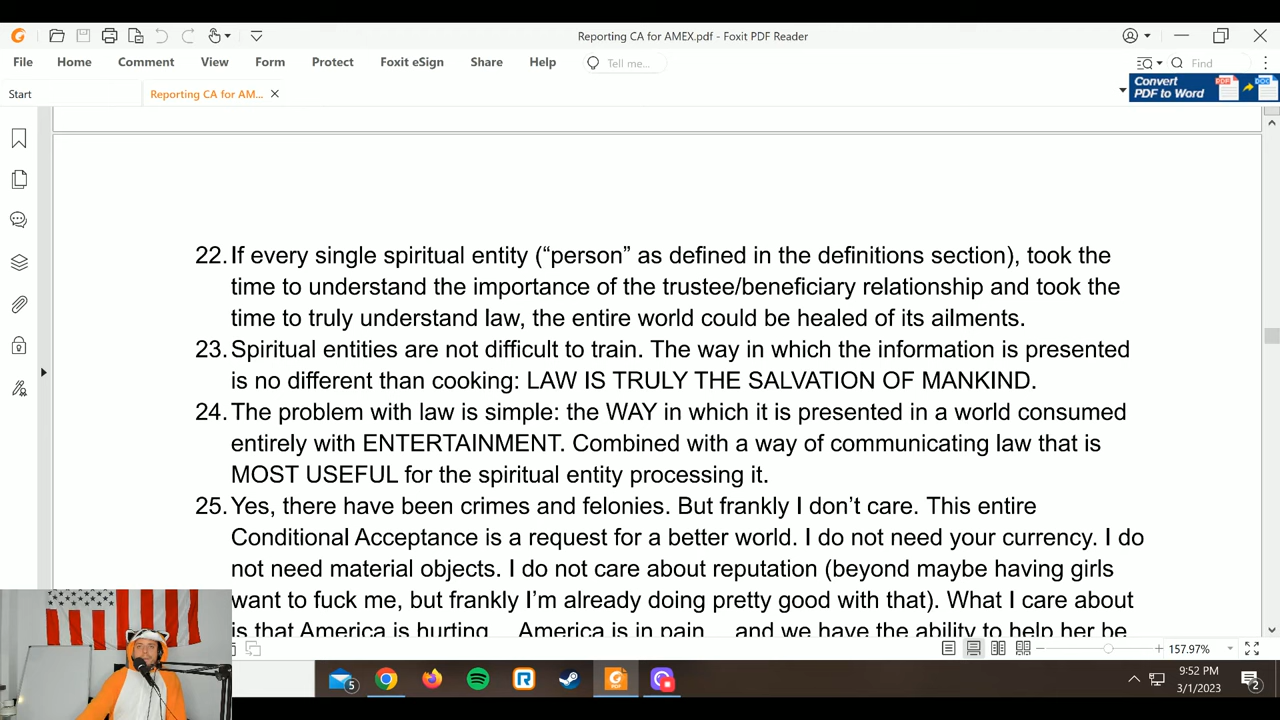 Reporting CA for AMEX.pdf - Foxit PDF Reader
File Home Comment View Form Protect Foxit eSign Share Help Tell me... Find
Start Reporting CA for AM...
Convert
PDF to Word
22. If every single spiritual entity (“person” as defined in the definitions section), took the
time to understand the importance of the trustee/beneficiary relationship and took the
time to truly understand law, the entire world could be healed of its ailments.
23. Spiritual entities are not difficult to train. The way in which the information is presented
is no different than cooking: LAW IS TRULY THE SALVATION OF MANKIND.
24. The problem with law is simple: the WAY in which it is presented in a world consumed
entirely with ENTERTAINMENT. Combined with a way of communicating law that is
MOST USEFUL for the spiritual entity processing it.
25. Yes, there have been crimes and felonies. But frankly I don’t care. This entire
Conditional Acceptance is a request for a better world. I do not need your currency. I do
not need material objects. I do not care about reputation (beyond maybe having girls
want to fuck me, but frankly I’m already doing pretty good with that). What I care about
is that America is hurting America is in pain and we have the ability to help her be
157.97%
5
9:52 PM
3/1/2023
2